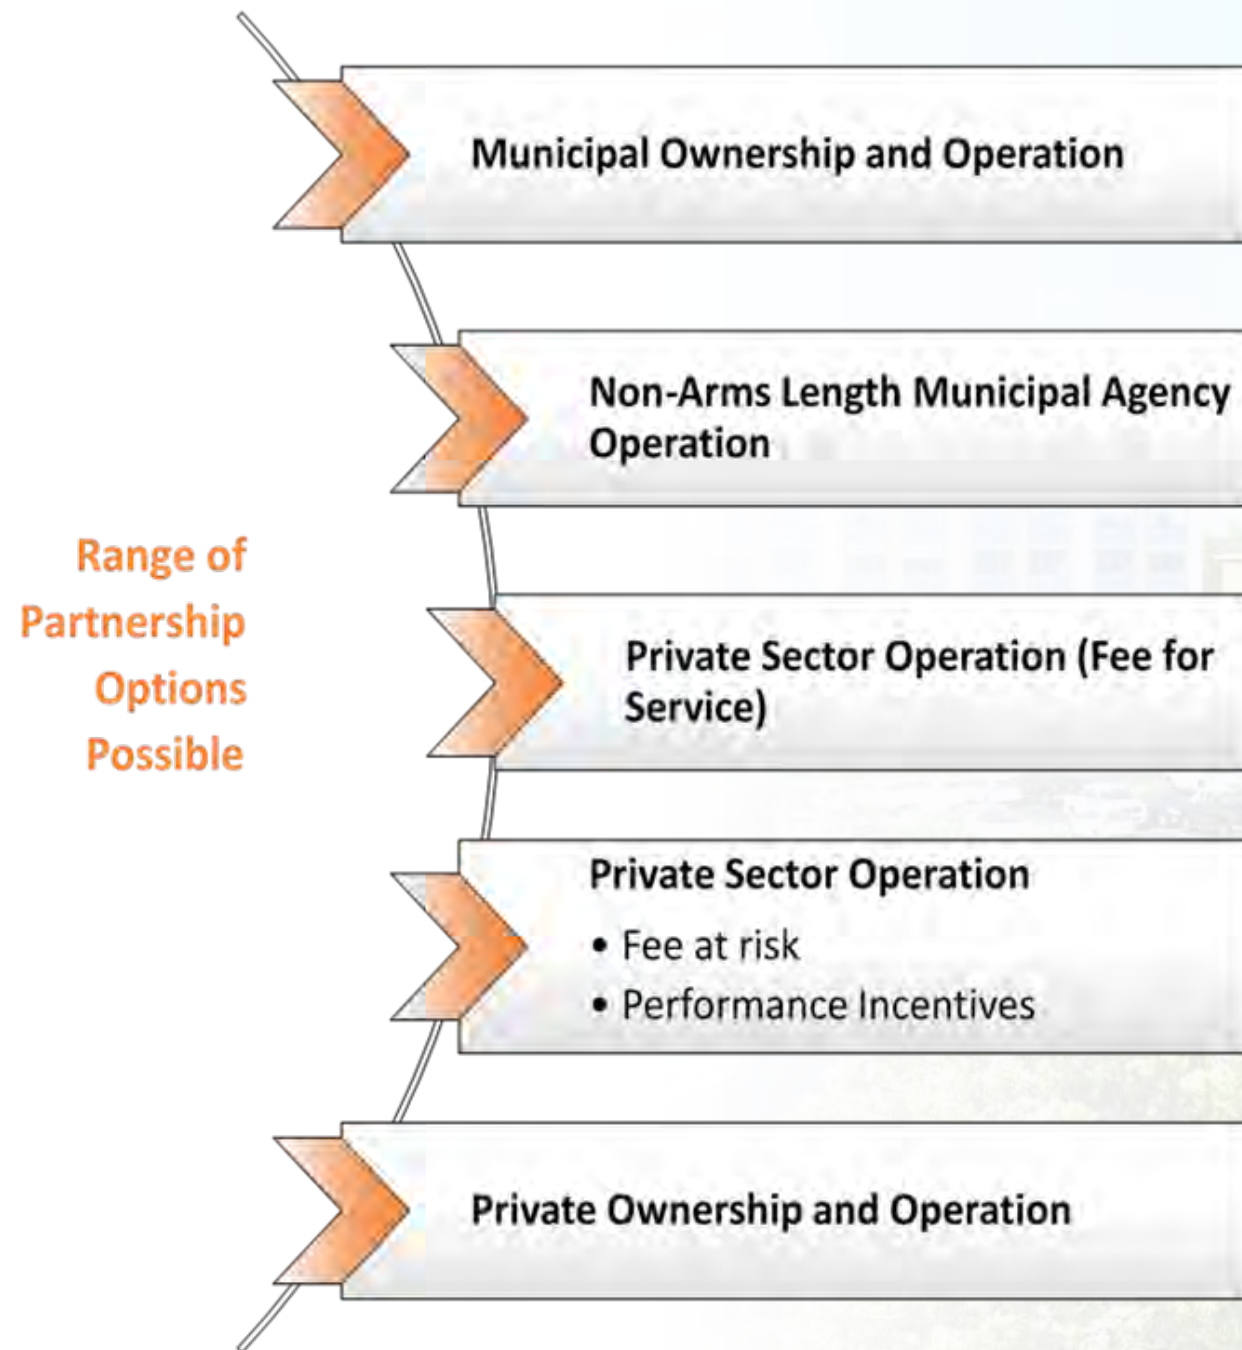 Municipal Ownership and Operation
Non-Arms Length Municipal Agency
Operation
Range of
Partnership
Options
Possible
Private Sector Operation (Fee for
Service)
Private Sector Operation
• Fee at risk
• Performance Incentives
Private Ownership and Operation